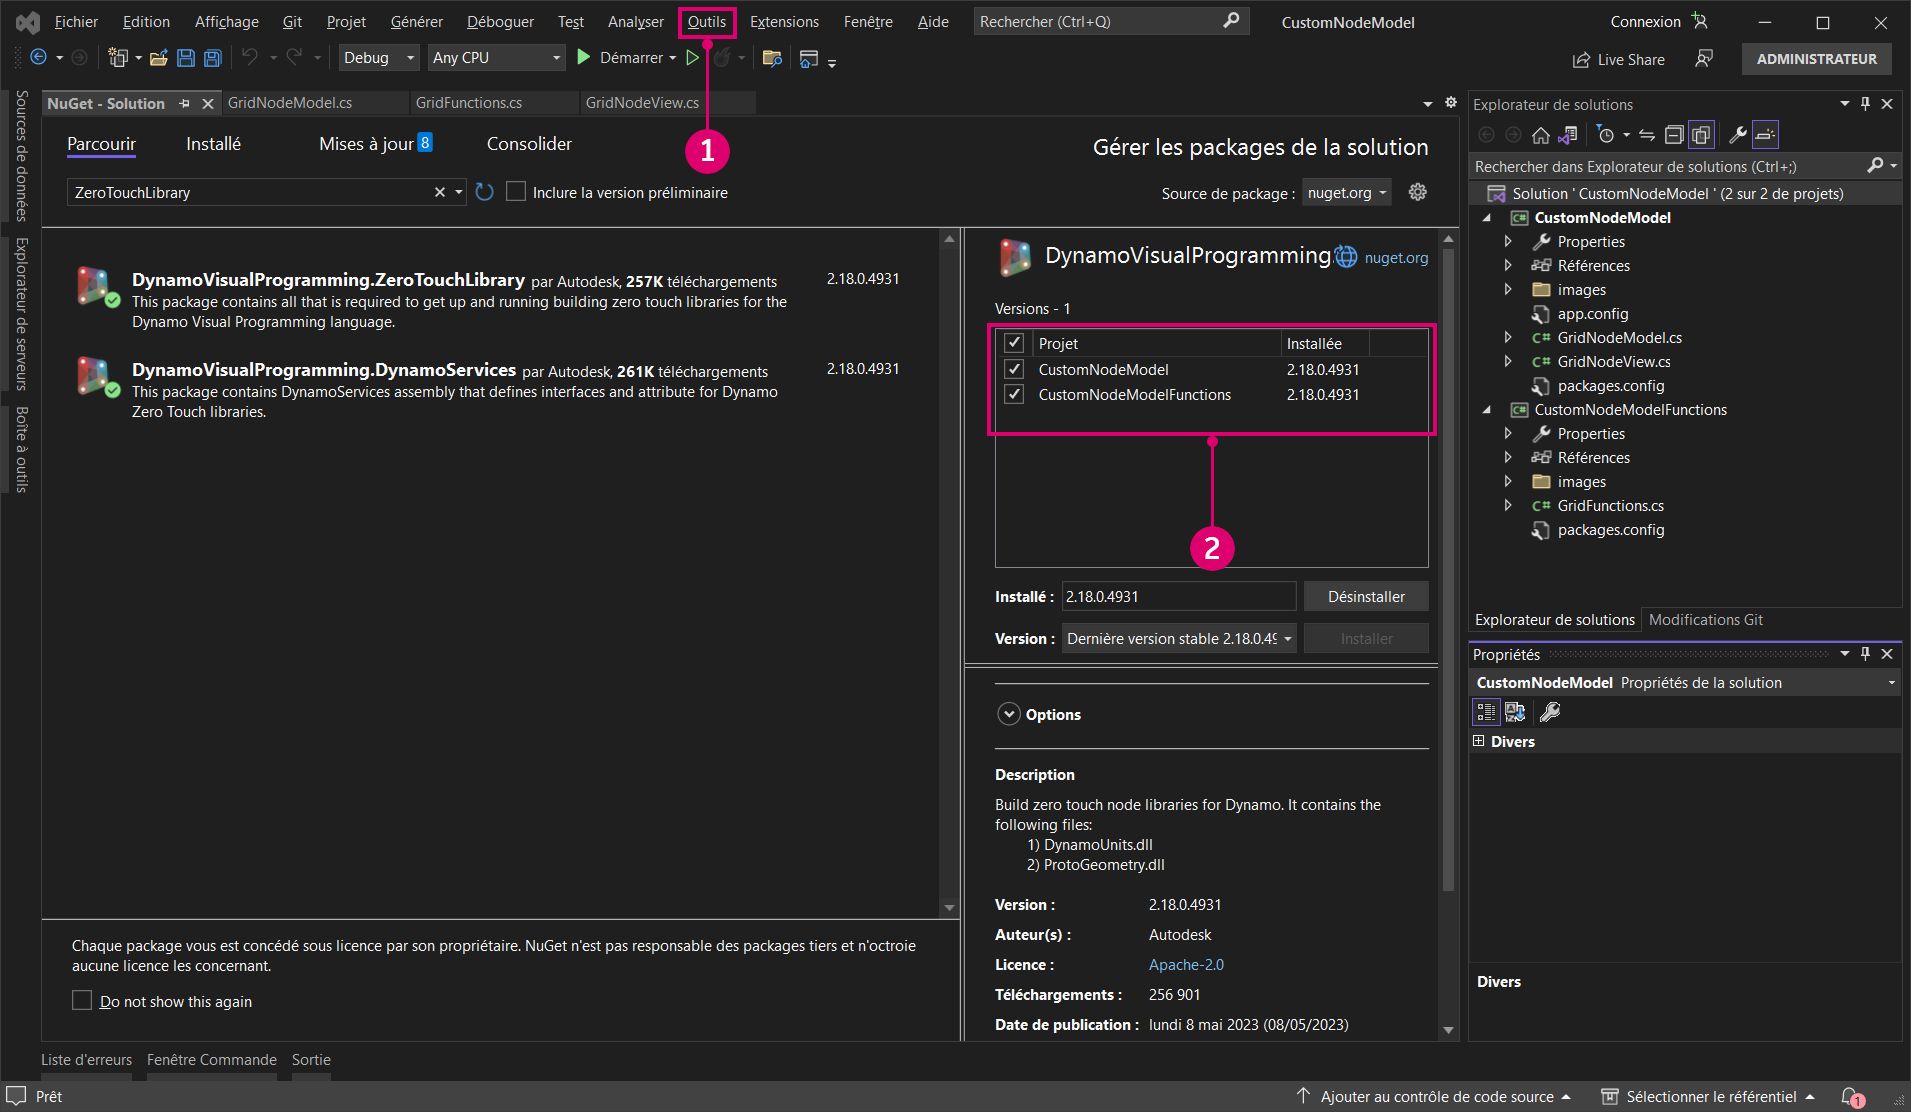 Fichier Edition Affichage Git Projet Générer Déboguer Test Analyser Outils Extensions Fenêtre Aide Rechercher (Ctrl+Q) CustomNodeModel Connexion
Debug Any CPU Démarrer Live Share ADMINISTRATEUR
Sources de données
Explorateur de serveurs
Boîte à outils
NuGet - Solution GridNodeModel.cs GridFunctions.cs GridNodeView.cs
Parcourir Installé Mises à jour 8 Consolider
1
Gérer les packages de la solution
ZeroTouchLibrary Inclure la version préliminaire
Source de package : nuget.org
DynamoVisualProgramming.ZeroTouchLibrary par Autodesk, 257K téléchargements 2.18.0.4931
This package contains all that is required to get up and running building zero touch libraries for the
Dynamo Visual Programming language.
DynamoVisualProgramming.DynamoServices par Autodesk, 261K téléchargements 2.18.0.4931
This package contains DynamoServices assembly that defines interfaces and attribute for Dynamo
Zero Touch libraries.
Chaque package vous est concédé sous licence par son propriétaire. NuGet n'est pas responsable des packages tiers et n'octroie
aucune licence les concernant.
Do not show this again
DynamoVisualProgramming. nuget.org
Versions - 1
Projet Installée
CustomNodeModel 2.18.0.4931
CustomNodeModelFunctions 2.18.0.4931
2
Installé : 2.18.0.4931 Désinstaller
Version : Dernière version stable 2.18.0.49 Installer
Options
Description
Build zero touch node libraries for Dynamo. It contains the
following files:
1) DynamoUnits.dll
2) ProtoGeometry.dll
Version : 2.18.0.4931
Auteur(s) : Autodesk
Licence : Apache-2.0
Téléchargements : 256 901
Date de publication : lundi 8 mai 2023 (08/05/2023)
Explorateur de solutions
Rechercher dans Explorateur de solutions (Ctrl+;)
Solution ' CustomNodeModel ' (2 sur 2 de projets)
C# CustomNodeModel
Properties
Références
images
app.config
C# GridNodeModel.cs
C# GridNodeView.cs
packages.config
C# CustomNodeModelFunctions
Properties
Références
images
C# GridFunctions.cs
packages.config
Explorateur de solutions Modifications Git
Propriétés
CustomNodeModel Propriétés de la solution
Divers
Divers
Liste d'erreurs Fenêtre Commande Sortie
Prêt Ajouter au contrôle de code source Sélectionner le référentiel 1